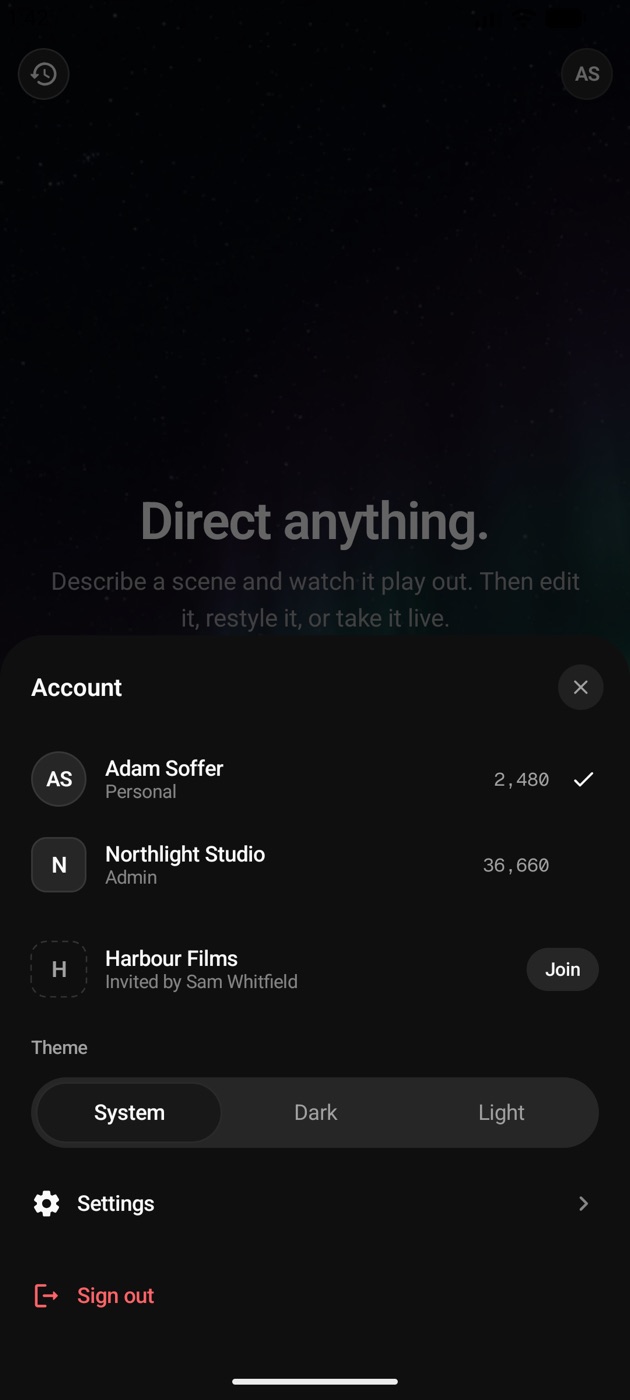 AS
Direct anything.
Describe a scene and watch it play out. Then edit
it, restyle it, or take it live.
Account
AS
Adam Soffer
Personal
2,480
N
Northlight Studio
Admin
36,660
H
Harbour Films
Invited by Sam Whitfield
Join
Theme
System
Dark
Light
Settings
Sign out